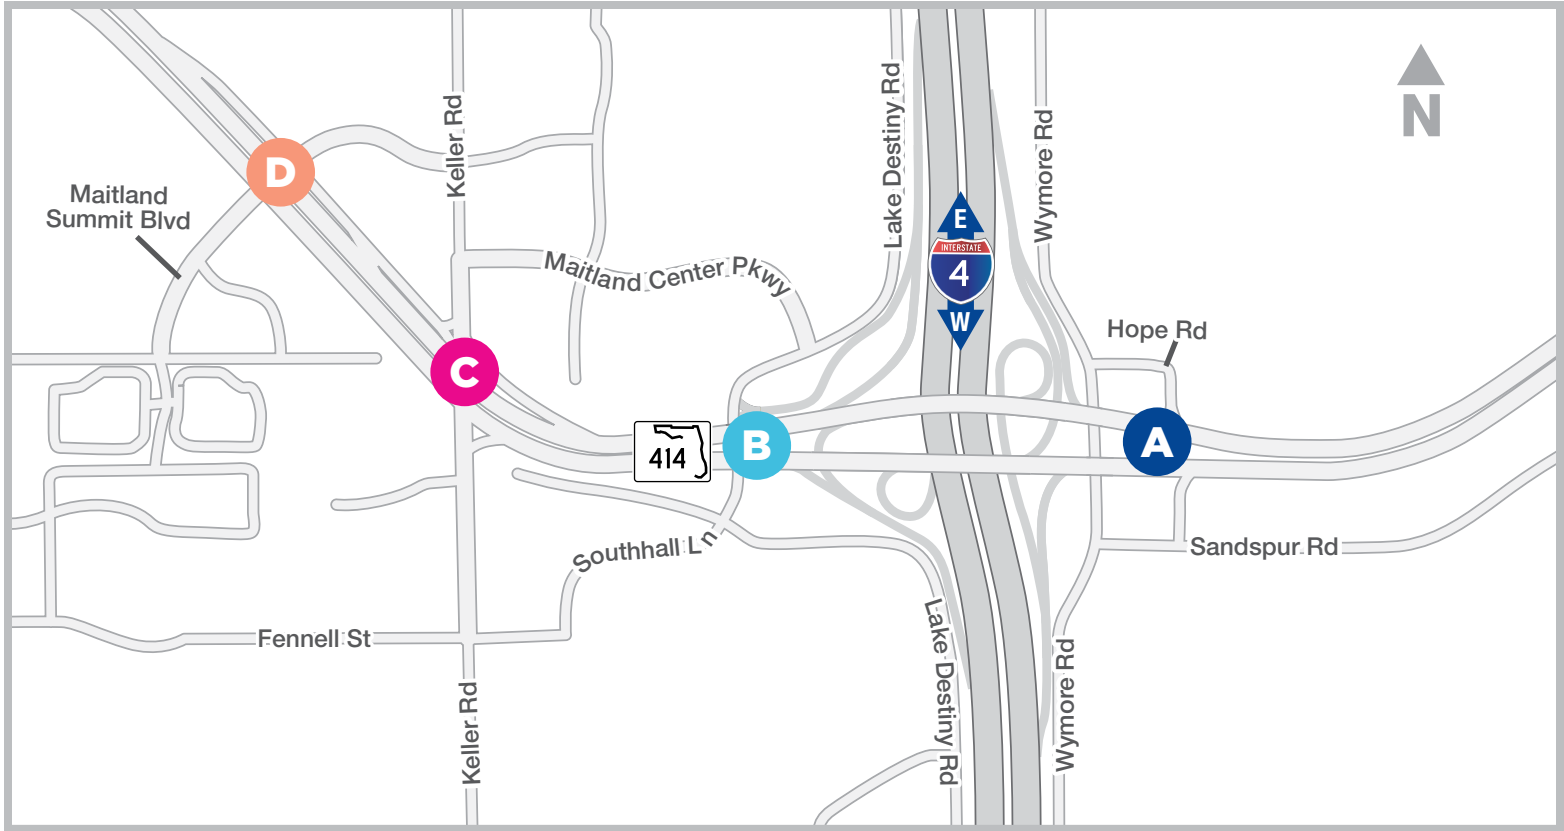 Lake Destiny Rd
Keller Rd
Wymore Rd
N
D
Maitland
Summit Blvd
E
INTERSTATE
4
W
Maitland Center Pkwy
Hope Rd
C
B
A
414
Southhall Ln
Sandspur Rd
Fennell St
Lake Destiny Rd
Wymore Rd
Keller Rd